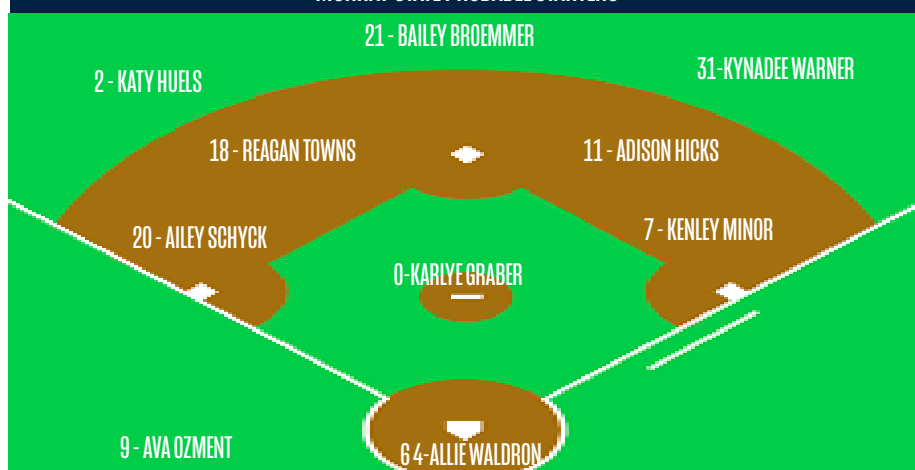 21 - BAILEY BROEMMER
2 - KATY HUELS
31-KYNADEE WARNER
18 - REAGAN TOWNS
11 - ADISON HICKS
20 - AILEY SCHYCK
7 - KENLEY MINOR
0-KARLYE GRABER
9 - AVA OZMENT
6 4-ALLIE WALDRON